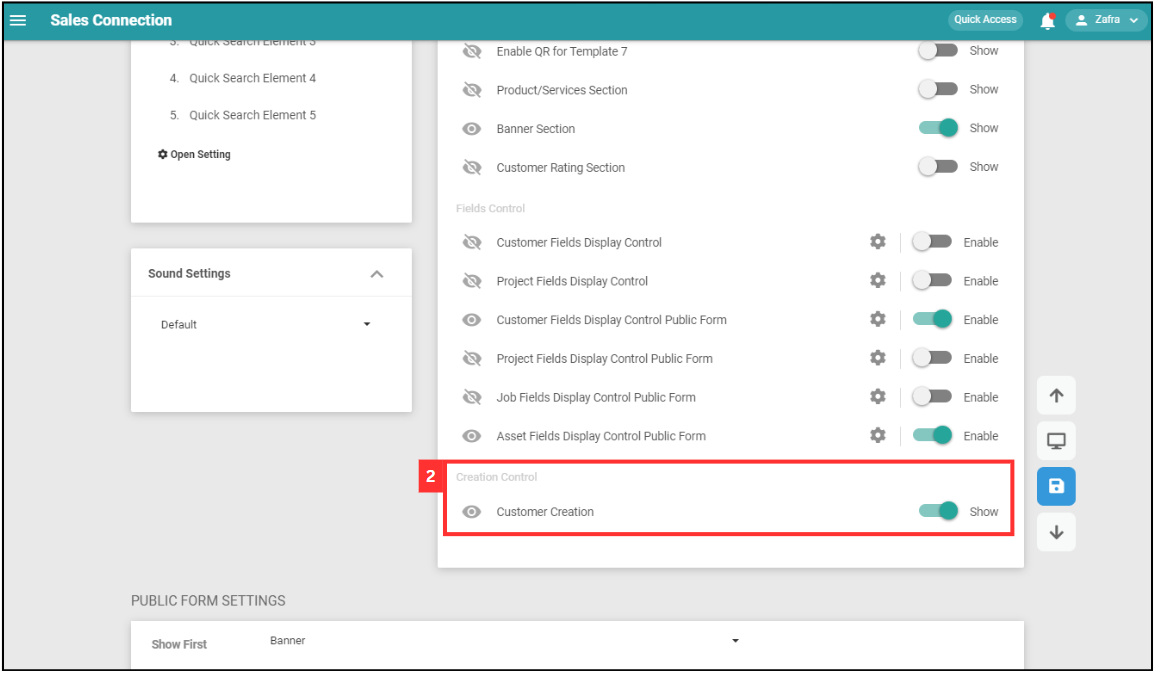 Sales Connection
Quick Access
Zafra
3. Quick Search Element 3
4. Quick Search Element 4
5. Quick Search Element 5
Open Setting
Sound Settings
Default
Enable QR for Template 7 Show
Product/Services Section Show
Banner Section Show
Customer Rating Section Show
Fields Control
Customer Fields Display Control Enable
Project Fields Display Control Enable
Customer Fields Display Control Public Form Enable
Project Fields Display Control Public Form Enable
Job Fields Display Control Public Form Enable
Asset Fields Display Control Public Form Enable
2
Creation Control
Customer Creation Show
PUBLIC FORM SETTINGS
Show First Banner